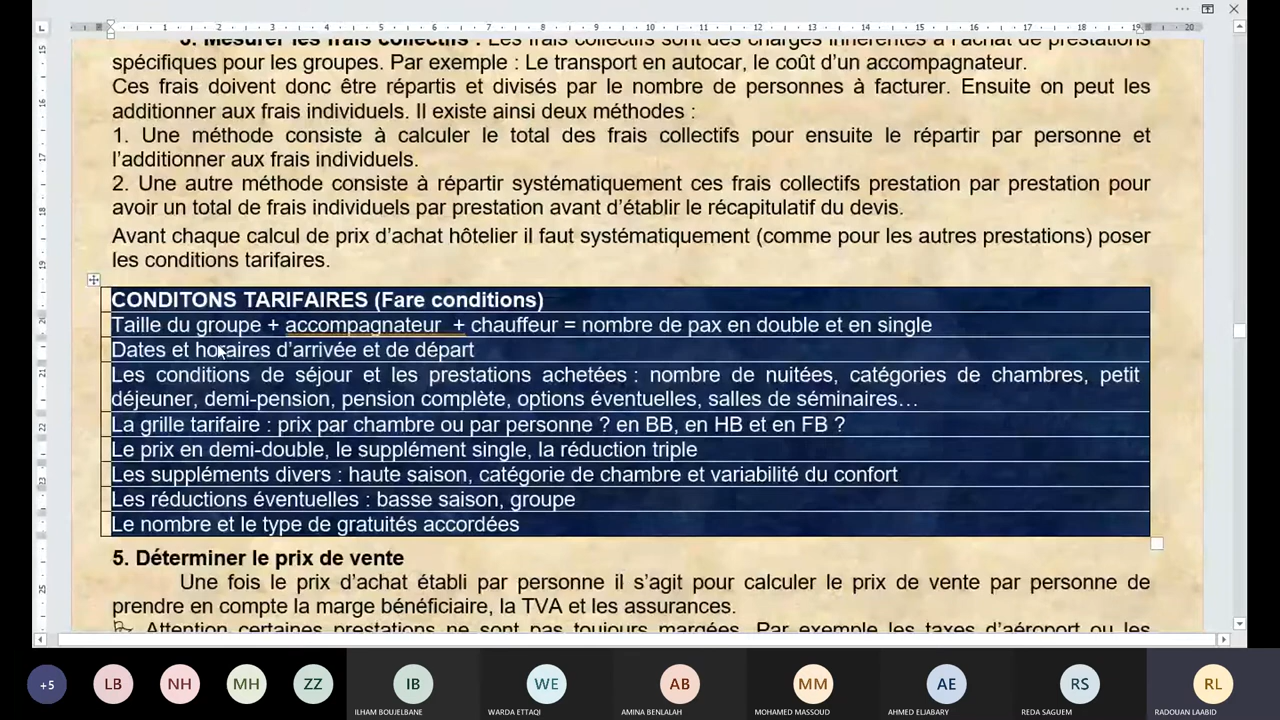 3. Mesurer les frais collectifs : Les frais collectifs sont des charges inhérentes à l'achat de prestations
spécifiques pour les groupes. Par exemple : Le transport en autocar, le coût d'un accompagnateur.
Ces frais doivent donc être répartis et divisés par le nombre de personnes à facturer. Ensuite on peut les
additionner aux frais individuels. Il existe ainsi deux méthodes :
1. Une méthode consiste à calculer le total des frais collectifs pour ensuite le répartir par personne et
l'additionner aux frais individuels.
2. Une autre méthode consiste à répartir systématiquement ces frais collectifs prestation par prestation pour
avoir un total de frais individuels par prestation avant d'établir le récapitulatif du devis.
Avant chaque calcul de prix d'achat hôtelier il faut systématiquement (comme pour les autres prestations) poser
les conditions tarifaires.
CONDITONS TARIFAIRES (Fare conditions)
Taille du groupe + accompagnateur + chauffeur = nombre de pax en double et en single
Dates et horaires d'arrivée et de départ
Les conditions de séjour et les prestations achetées : nombre de nuitées, catégories de chambres, petit
déjeuner, demi-pension, pension complète, options éventuelles, salles de séminaires…
La grille tarifaire : prix par chambre ou par personne ? en BB, en HB et en FB ?
Le prix en demi-double, le supplément single, la réduction triple
Les suppléments divers : haute saison, catégorie de chambre et variabilité du confort
Les réductions éventuelles : basse saison, groupe
Le nombre et le type de gratuités accordées
5. Déterminer le prix de vente
Une fois le prix d'achat établi par personne il s'agit pour calculer le prix de vente par personne de
prendre en compte la marge bénéficiaire, la TVA et les assurances.
Attention certaines prestations ne sont pas toujours margées. Par exemple les taxes d'aéroport ou les
+5 LB NH MH ZZ IB WE AB MM AE RS RL
ILHAM BOUJELBANE WARDA ETTAQI AMINA BENLALAH MOHAMED MASSOUD AHMED ELJABARY REDA SAGUEM RADOUAN LAABID